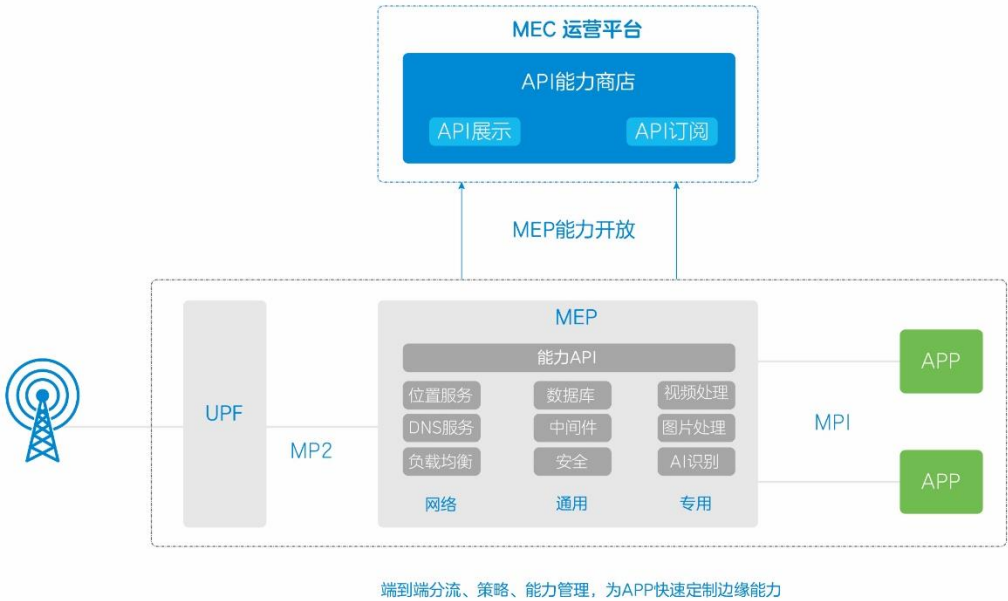 MEC 运营平台
API能力商店
API展示 API订阅
MEP能力开放
MEP
能力API
位置服务 数据库 视频处理
DNS服务 中间件 图片处理
负载均衡 安全 AI识别
网络 通用 专用
UPF
MP2
MPI
APP
APP
端到端分流、策略、能力管理，为APP快速定制边缘能力